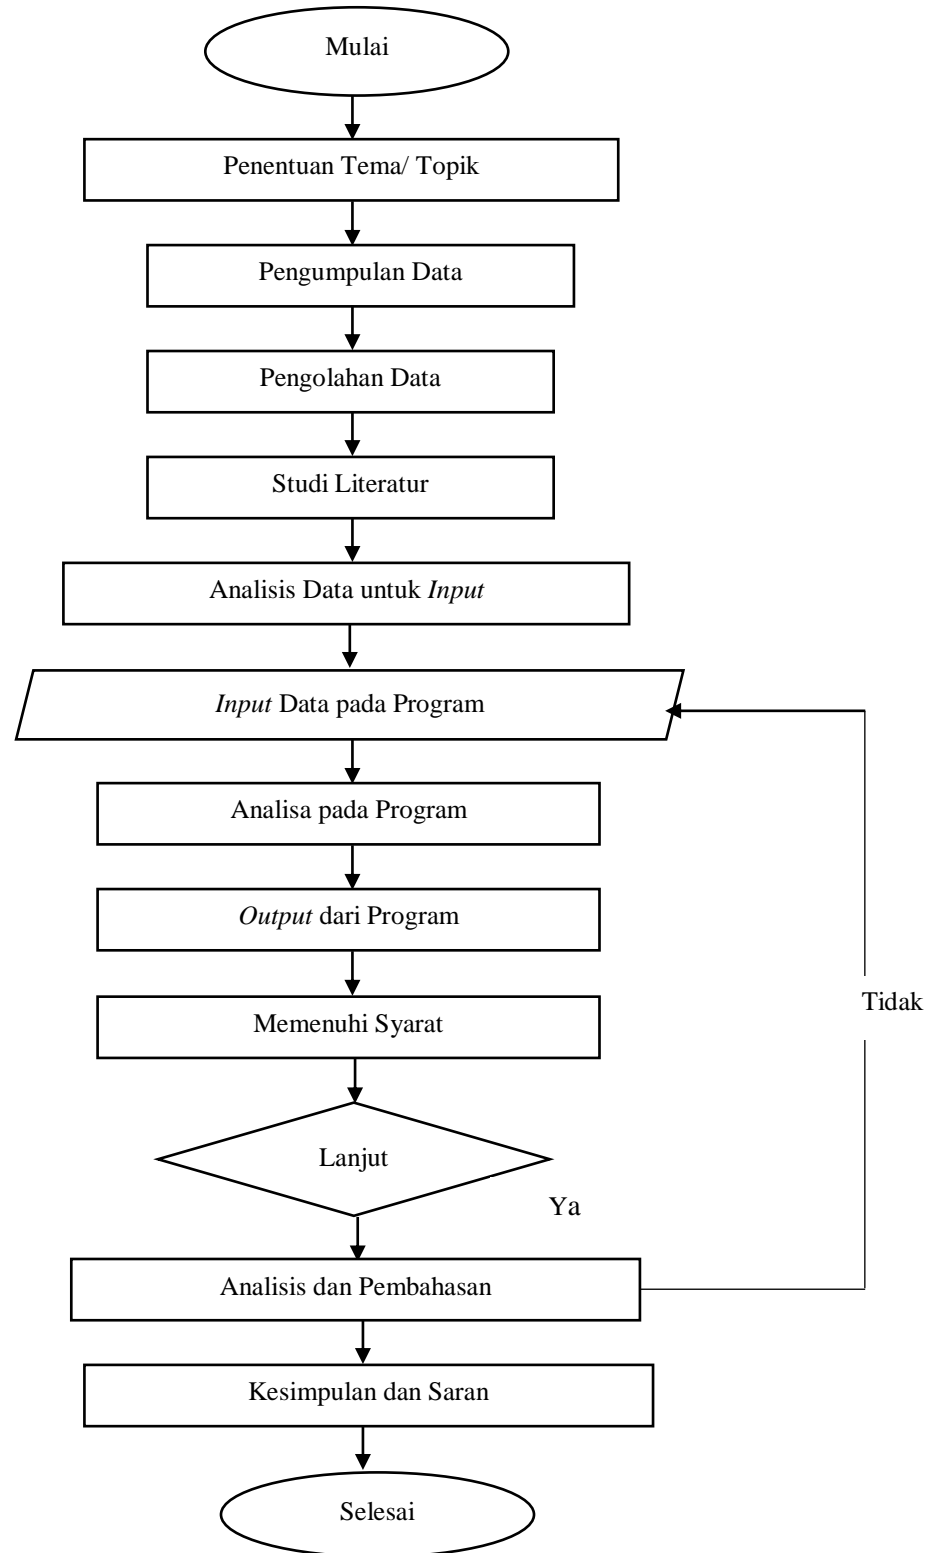 Mulai
Penentuan Tema/ Topik
Pengumpulan Data
Pengolahan Data
Studi Literatur
Analisis Data untuk Input
Input Data pada Program
Analisa pada Program
Output dari Program
Memenuhi Syarat
Tidak
Lanjut
Ya
Analisis dan Pembahasan
Kesimpulan dan Saran
Selesai